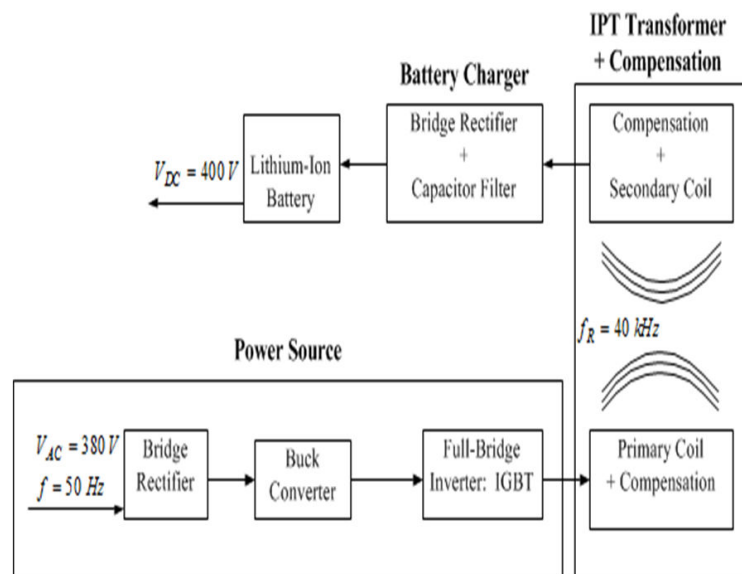 IPT Transformer
+ Compensation
Battery Charger
Bridge Rectifier
+
Capacitor Filter
Compensation
+
Secondary Coil
V_DC = 400 V
Lithium-Ion
Battery
f_R = 40 kHz
Power Source
V_AC = 380 V
f = 50 Hz
Bridge
Rectifier
Buck
Converter
Full-Bridge
Inverter: IGBT
Primary Coil
+ Compensation